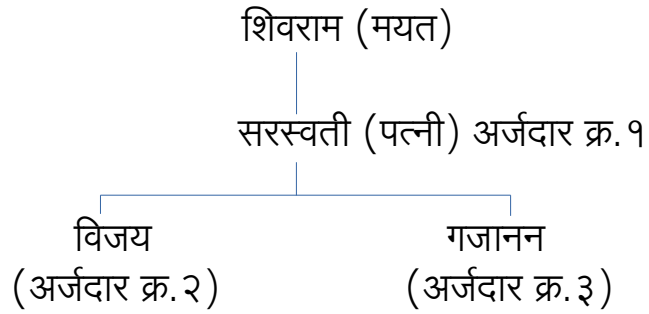 शिवराम (मयत)
सरस्वती (पत्नी) अर्जदार क्र.१
विजय
(अर्जदार क्र.२)
गजानन
(अर्जदार क्र.३)